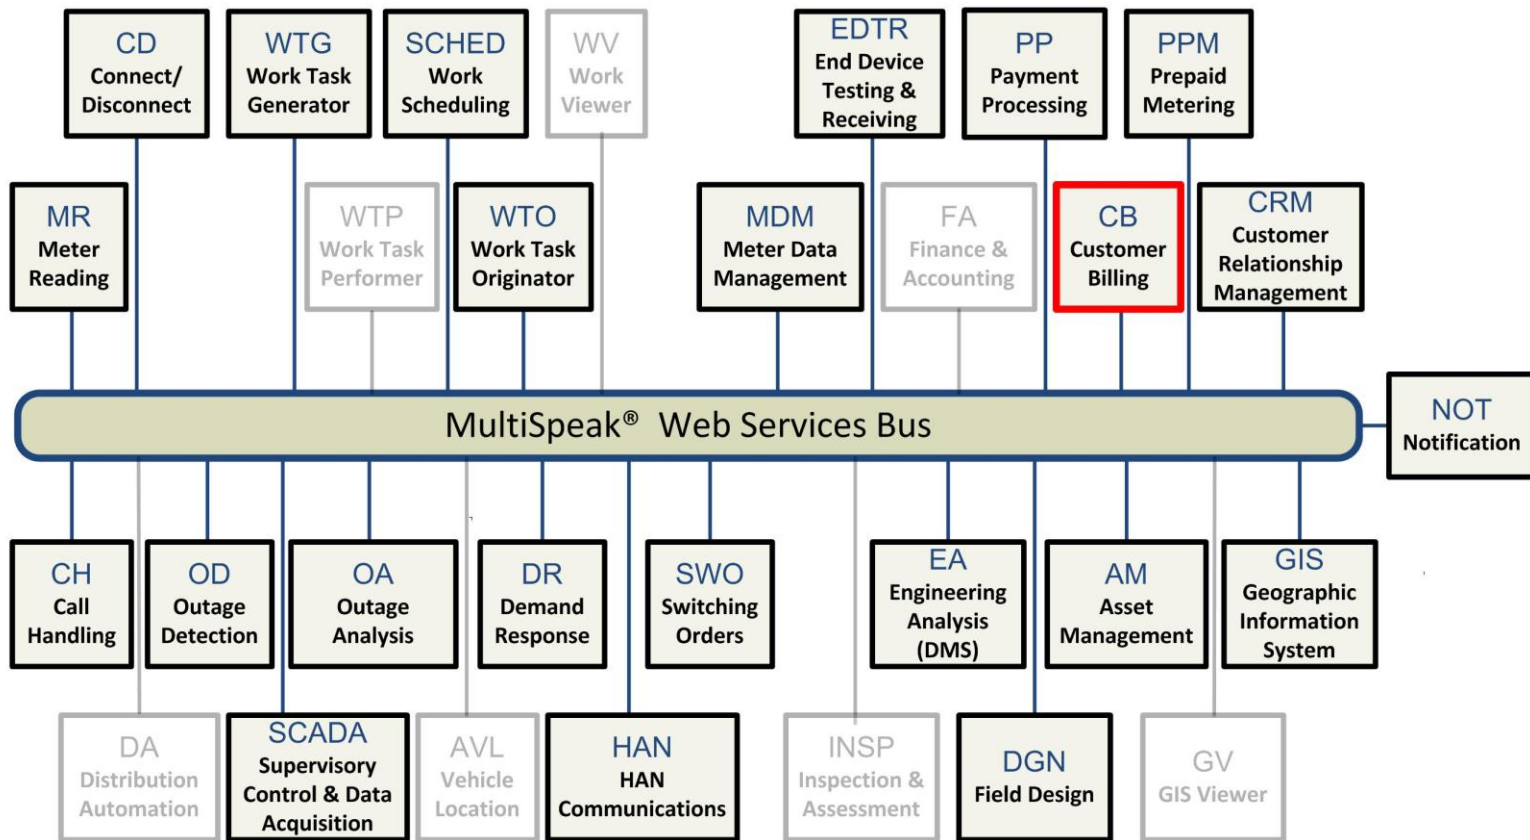 CD
Connect/
Disconnect
WTG
Work Task
Generator
SCHED
Work
Scheduling
WV
Work
Viewer
EDTR
End Device
Testing &
Receiving
PP
Payment
Processing
PPM
Prepaid
Metering
MR
Meter
Reading
WTP
Work Task
Performer
WTO
Work Task
Originator
MDM
Meter Data
Management
FA
Finance &
Accounting
CB
Customer
Billing
CRM
Customer
Relationship
Management
MultiSpeak® Web Services Bus
NOT
Notification
CH
Call
Handling
OD
Outage
Detection
OA
Outage
Analysis
DR
Demand
Response
SWO
Switching
Orders
EA
Engineering
Analysis
(DMS)
AM
Asset
Management
GIS
Geographic
Information
System
DA
Distribution
Automation
SCADA
Supervisory
Control & Data
Acquisition
AVL
Vehicle
Location
HAN
HAN
Communications
INSP
Inspection &
Assessment
DGN
Field Design
GV
GIS Viewer